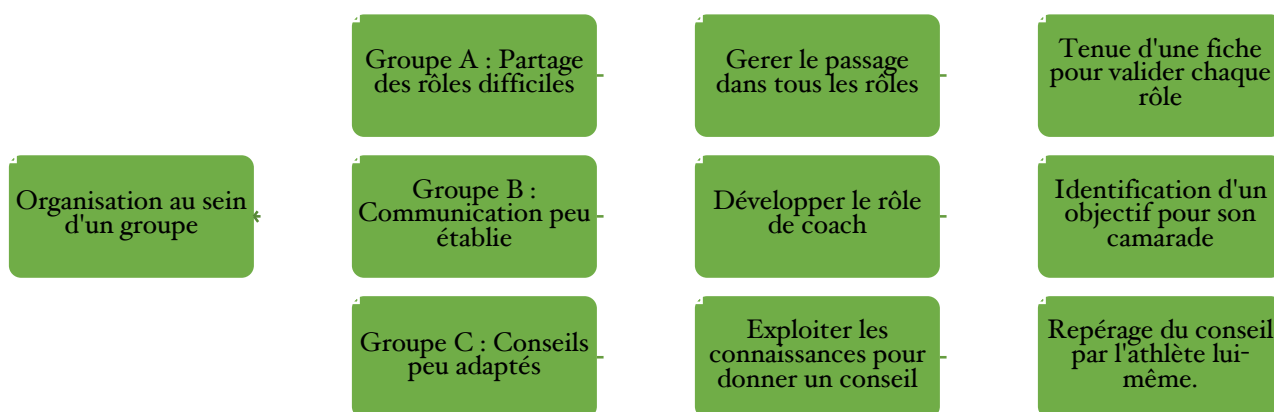 Groupe A : Partage
des rôles difficiles
Gerer le passage
dans tous les rôles
Tenue d'une fiche
pour valider chaque
rôle
Organisation au sein
d'un groupe
Groupe B :
Communication peu
établie
Développer le rôle
de coach
Identification d'un
objectif pour son
camarade
Groupe C : Conseils
peu adaptés
Exploiter les
connaissances pour
donner un conseil
Repérage du conseil
par l'athlète lui-
même.